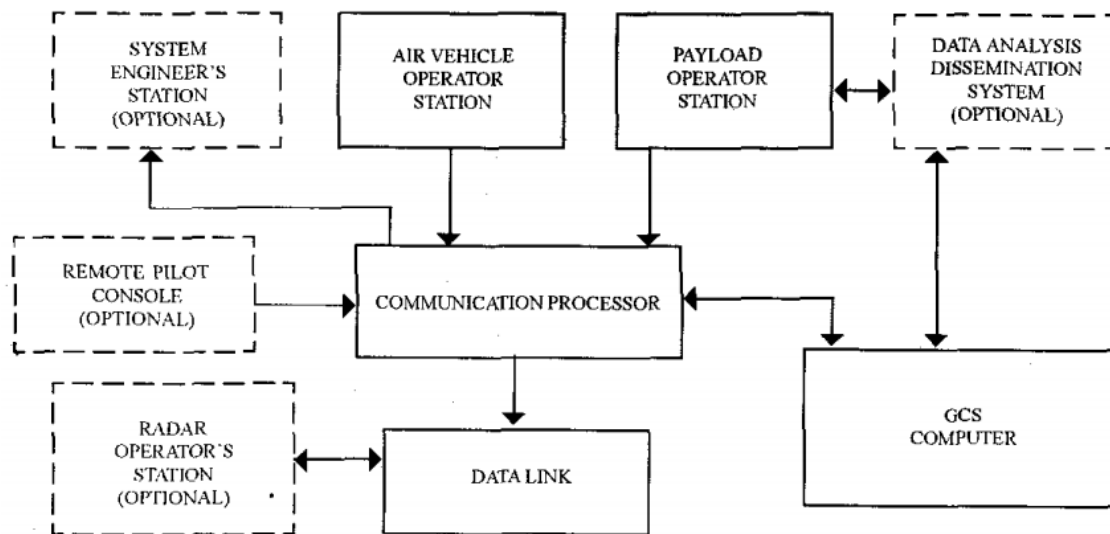 SYSTEM
ENGINEER'S
STATION
(OPTIONAL)
AIR VEHICLE
OPERATOR
STATION
PAYLOAD
OPERATOR
STATION
DATA ANALYSIS
DISSEMINATION
SYSTEM
(OPTIONAL)
REMOTE PILOT
CONSOLE
(OPTIONAL)
COMMUNICATION PROCESSOR
RADAR
OPERATOR'S
STATION
(OPTIONAL)
DATA LINK
GCS
COMPUTER